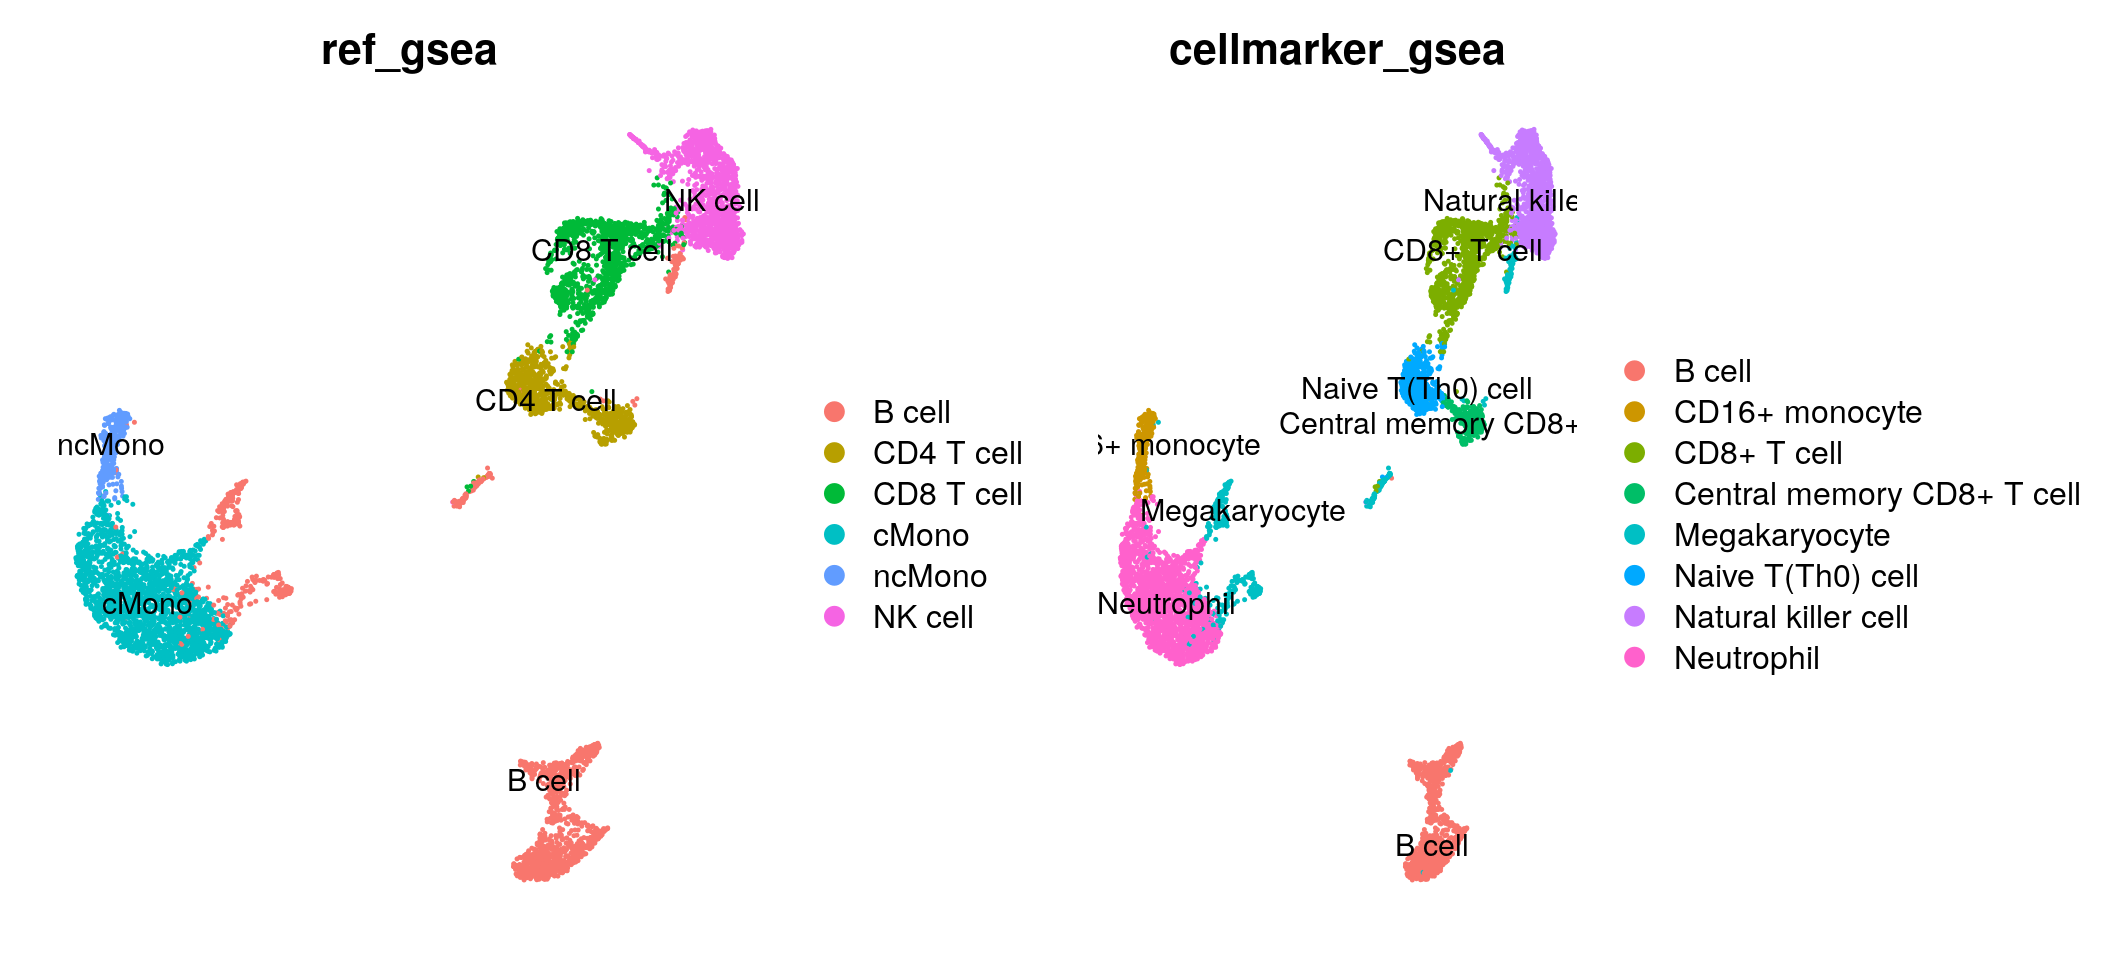 ref_gsea
NK cell
CD8 T cell
CD4 T cell
ncMono
cMono
B cell
B cell
CD4 T cell
CD8 T cell
cMono
ncMono
NK cell
cellmarker_gsea
Natural kille
CD8+ T cell
Naive T(Th0) cell
Central memory CD8+
6+ monocyte
Megakaryocyte
Neutrophil
B cell
B cell
CD16+ monocyte
CD8+ T cell
Central memory CD8+ T cell
Megakaryocyte
Naive T(Th0) cell
Natural killer cell
Neutrophil